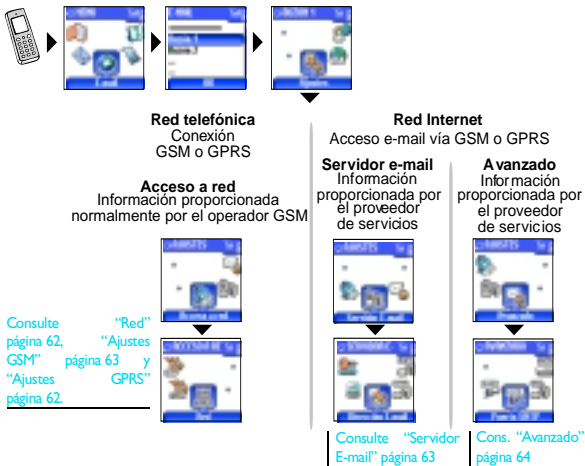 Red telefónica
Conexión
GSM o GPRS
Red Internet
Acceso e-mail vía GSM o GPRS
Acceso a red
Información proporcionada
normalmente por el operador GSM
Servidor e-mail
Información
proporcionada por
el proveedor
de servicios
Avanzado
Información
proporcionada por
el proveedor
de servicios
Consulte “Red”
página 62, “Ajustes
GSM” página 63 y
“Ajustes GPRS”
página 62.
Consulte “Servidor
E-mail” página 63
Cons. “Avanzado”
página 64